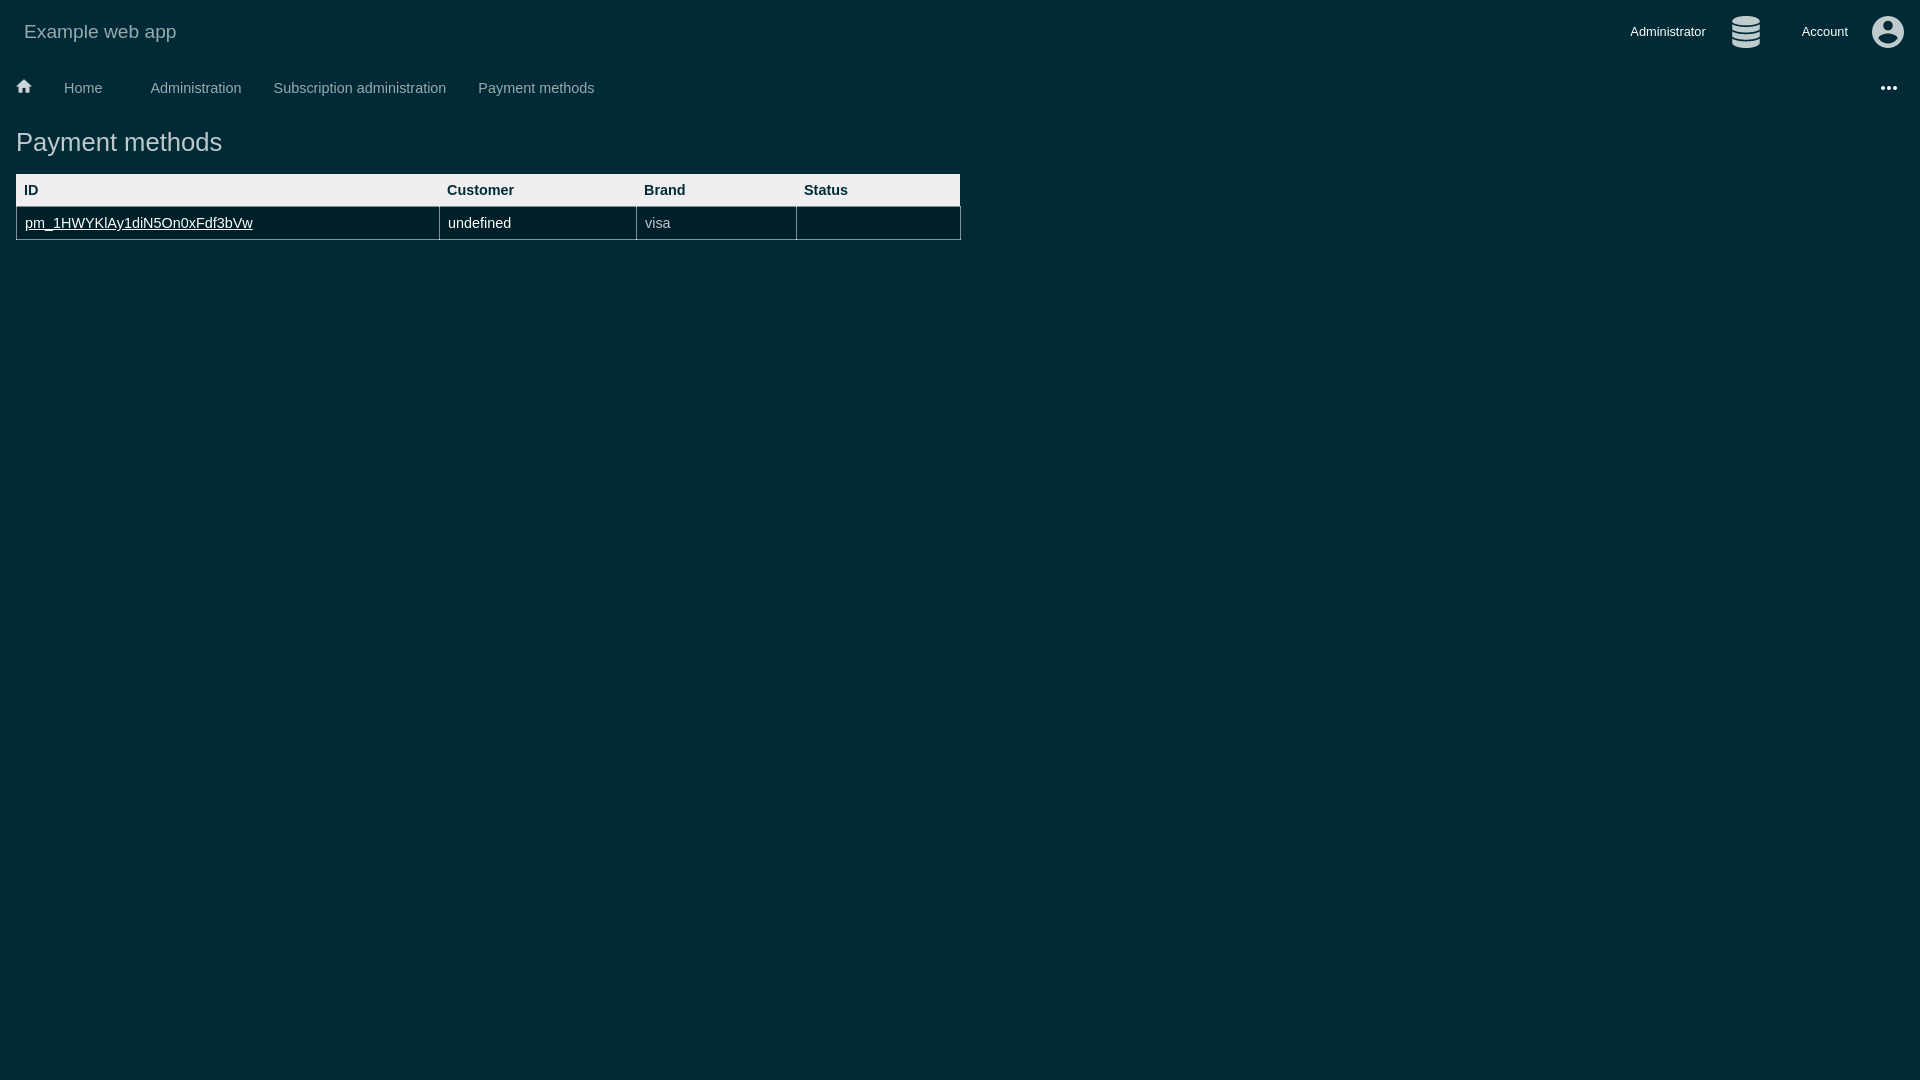 Example web app
Administrator
Account
Home
Administration
Subscription administration
Payment methods
Payment methods
ID Customer Brand Status
pm_1HWYKlAy1diN5On0xFdf3bVw undefined visa